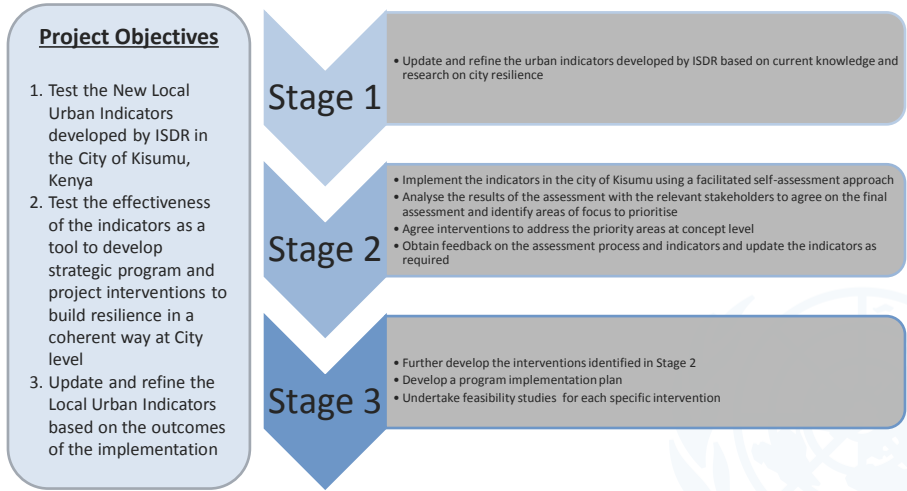 Project Objectives
1. Test the New Local
Urban Indicators
developed by ISDR in
the City of Kisumu,
Kenya
2. Test the effectiveness
of the indicators as a
tool to develop
strategic program and
project interventions to
build resilience in a
coherent way at City
level
3. Update and refine the
Local Urban Indicators
based on the outcomes
of the implementation
Stage 1
• Update and refine the urban indicators developed by ISDR based on current knowledge and
research on city resilience
Stage 2
• Implement the indicators in the city of Kisumu using a facilitated self-assessment approach
• Analyse the results of the assessment with the relevant stakeholders to agree on the final
assessment and identify areas of focus to prioritise
• Agree interventions to address the priority areas at concept level
• Obtain feedback on the assessment process and indicators and update the indicators as
required
Stage 3
• Further develop the interventions identified in Stage 2
• Develop a program implementation plan
• Undertake feasibility studies for each specific intervention